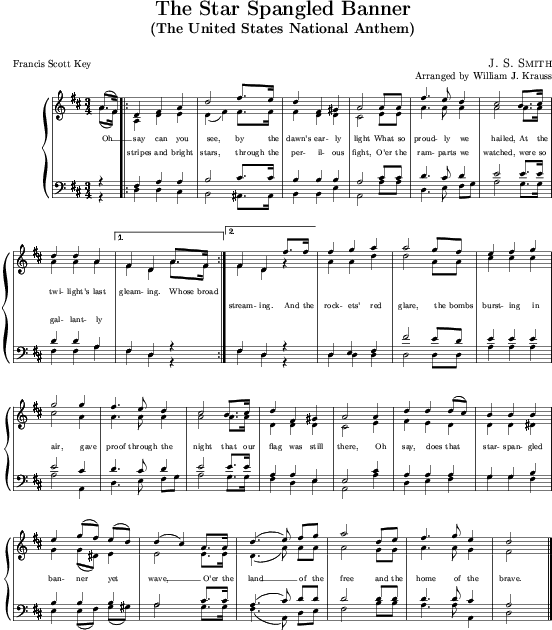 The Star Spangled Banner
(The United States National Anthem)
Francis Scott Key
J. S. SMITH
Arranged by William J. Krauss
Oh say can you see, by the dawn's ear- ly light What so proud- ly we hailed, At the
stripes and bright stars, through the per- il- ous fight, O'er the ram- parts we watched, were so
1. 2.
twi- light's last gleam- ing. Whose broad
stream- ing. And the rock- ets' red glare, the bombs burst- ing in
gal- lant- ly
air, gave proof through the night that our flag was still there, Oh say, does that star- span- gled
ban- ner yet wave, O'er the land of the free and the home of the brave.